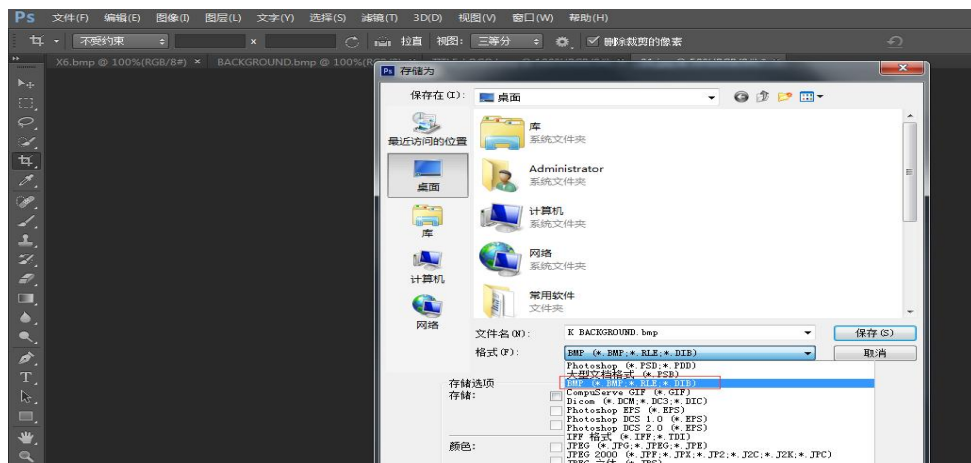 Ps 文件(F) 编辑(E) 图像(I) 图层(L) 文字(Y) 选择(S) 滤镜(T) 3D(D) 视图(V) 窗口(W) 帮助(H)
不受约束 x 拉直 视图: 三等分 删除裁剪的像素
X6.bmp @ 100%(RGB/8#) × BACKGROUND.bmp @ 100%
Ps 存储为
保存在(I): 桌面
最近访问的位置
桌面
库
计算机
网络
库
系统文件夹
Administrator
系统文件夹
计算机
系统文件夹
网络
系统文件夹
常用软件
文件夹
文件名(N): K BACKGROUND.bmp 保存(S)
格式(F): BMP (*.BMP;*.RLE;*.DIB) 取消
Photoshop (*.PSD;*.PDD)
大型文档格式 (*.PSB)
BMP (*.BMP;*.RLE;*.DIB)
CompuServe GIF (*.GIF)
Dicom (*.DCM;*.DC3;*.DIC)
Photoshop EPS (*.EPS)
Photoshop DCS 1.0 (*.EPS)
Photoshop DCS 2.0 (*.EPS)
IFF 格式 (*.IFF;*.TDI)
JPEG (*.JPG;*.JPEG;*.JPE)
JPEG 2000 (*.JPF;*.JPX;*.JP2;*.J2C;*.J2K;*.JPC)
存储选项
存储:
颜色: